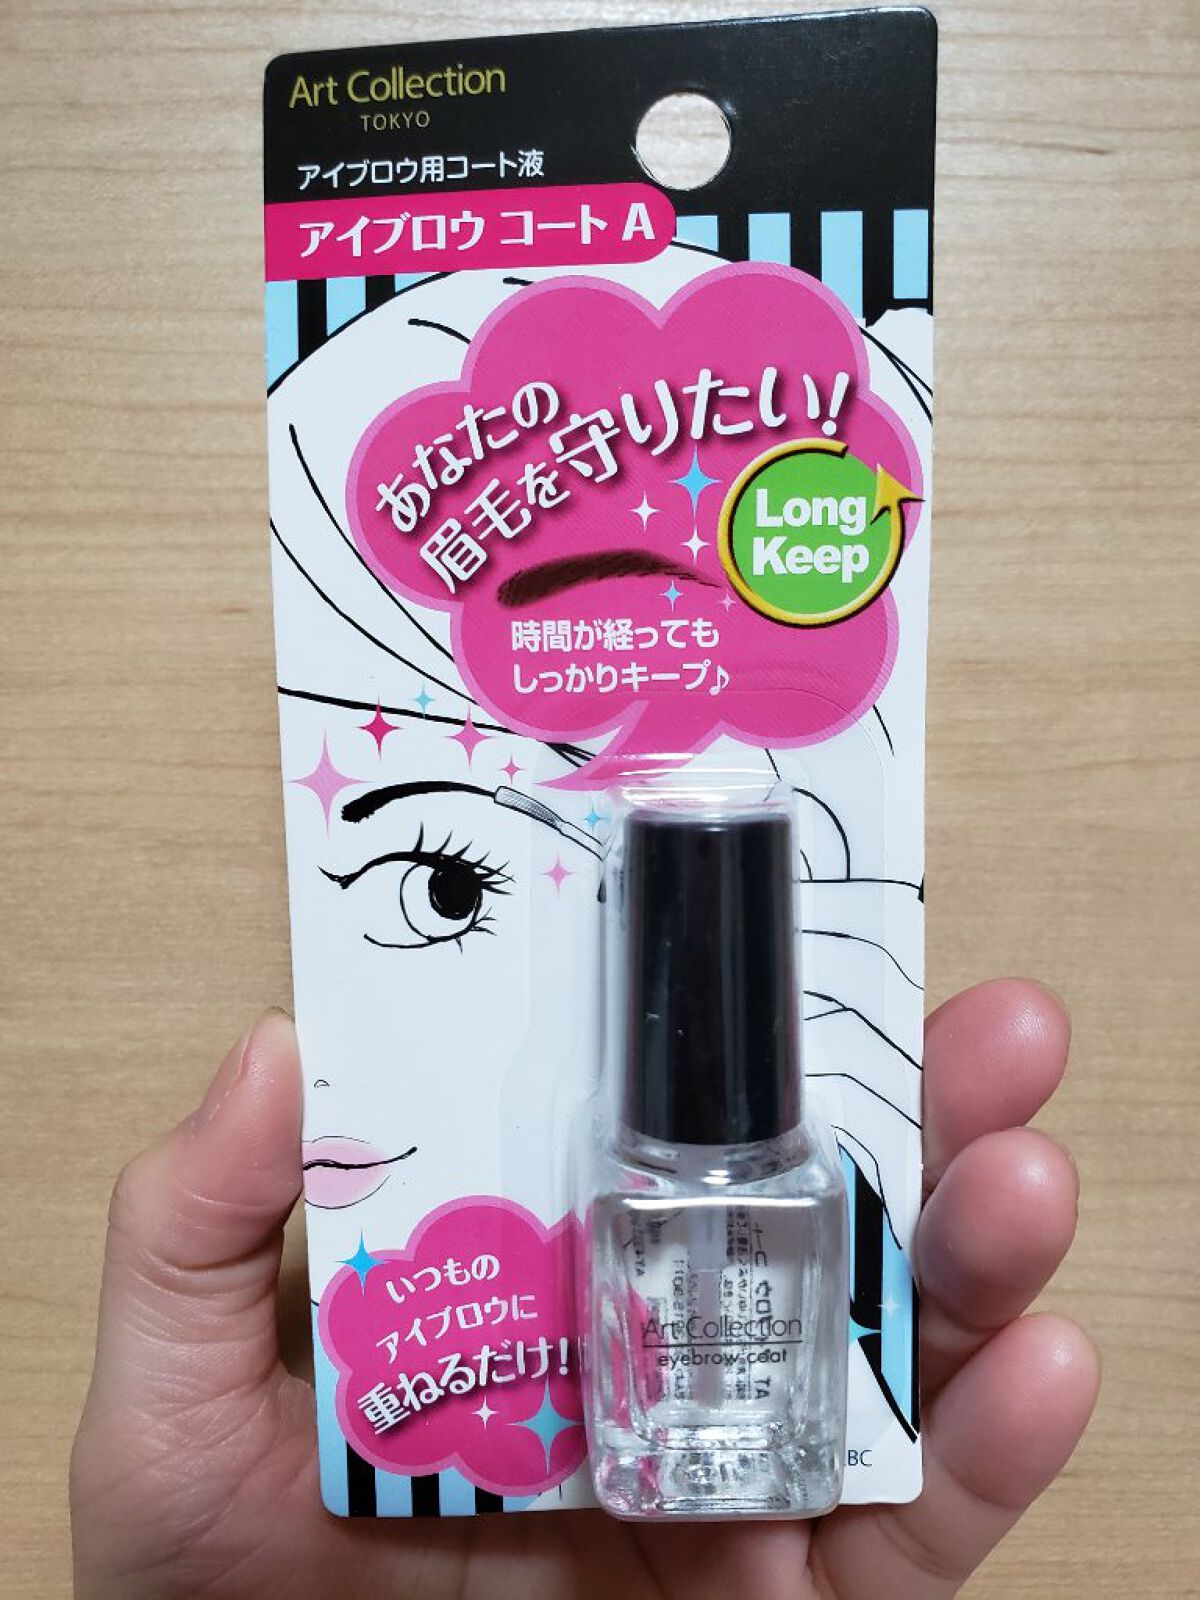 Art Collection
TOKYO
アイブロウ用コート液
アイブロウ コート A
あなたの
眉毛を守りたい!
Long
Keep
時間が経っても
しっかりキープ♪
いつもの
アイブロウに
重ねるだけ!
Art Collection
eyebrow coat
BC